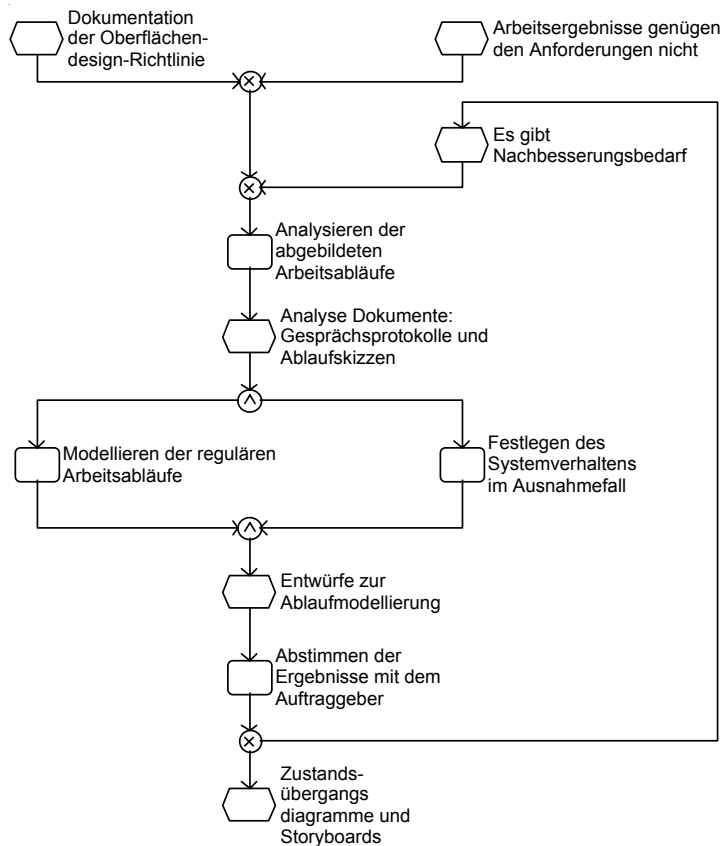 Dokumentation
der Oberflächen-
design-Richtlinie
Arbeitsergebnisse genügen
den Anforderungen nicht
Es gibt
Nachbesserungsbedarf
Analysieren der
abgebildeten
Arbeitsabläufe
Analyse Dokumente:
Gesprächsprotokolle und
Ablaufskizzen
Modellieren der regulären
Arbeitsabläufe
Festlegen des
Systemverhaltens
im Ausnahmefall
Entwürfe zur
Ablaufmodellierung
Abstimmen der
Ergebnisse mit dem
Auftraggeber
Zustands-
übergangs
diagramme und
Storyboards